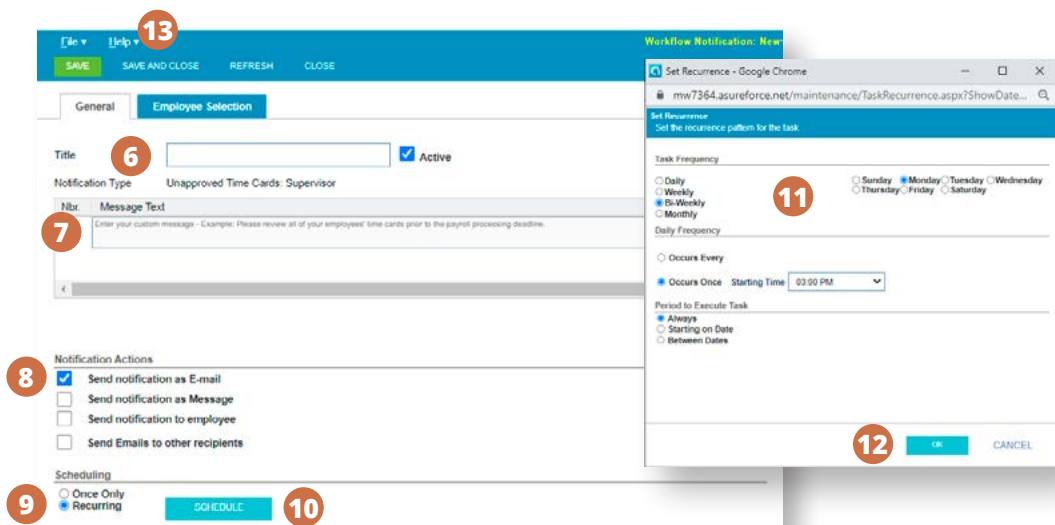 File ▾ Help ▾ 13
Workflow Notification: New
SAVE SAVE AND CLOSE REFRESH CLOSE
General Employee Selection
Title 6 Active
Notification Type Unapproved Time Cards: Supervisor
Nbr. Message Text
7 Enter your custom message - Example: Please review all of your employees' time cards prior to the payroll processing deadline.
Notification Actions
8 Send notification as E-mail
Send notification as Message
Send notification to employee
Send Emails to other recipients
Scheduling
9 Once Only
Recurring SCHEDULE 10
Set Recurrence - Google Chrome
mw7364.asureforce.net/maintenance/TaskRecurrence.aspx?ShowDate...
Set Recurrence
Set the recurrence pattern for the task
Task Frequency
Daily
Weekly
Bi-Weekly
Monthly
11
Sunday Monday Tuesday Wednesday
Thursday Friday Saturday
Daily Frequency
Occurs Every
Occurs Once Starting Time 03:00 PM
Period to Execute Task
Always
Starting on Date
Between Dates
12 OK CANCEL